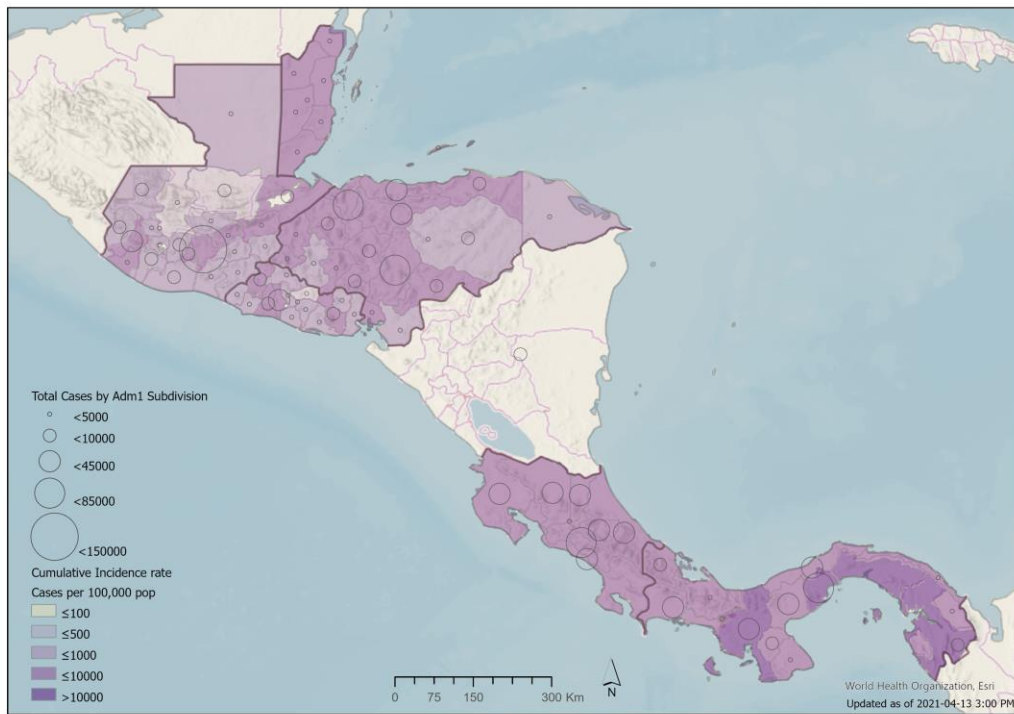 Total Cases by Adm1 Subdivision
<5000
<10000
<45000
<85000
<150000
Cumulative Incidence rate
Cases per 100,000 pop
≤100
≤500
≤1000
≤10000
>10000
0 75 150 300 Km
N
World Health Organization, Esri
Updated as of 2021-04-13 3:00 PM